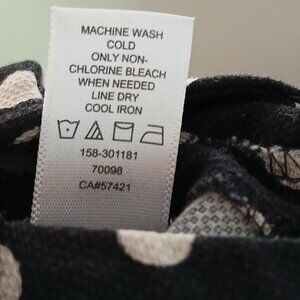 MACHINE WASH
COLD
ONLY NON-
CHLORINE BLEACH
WHEN NEEDED
LINE DRY
COOL IRON
158-301181
70098
CA#57421